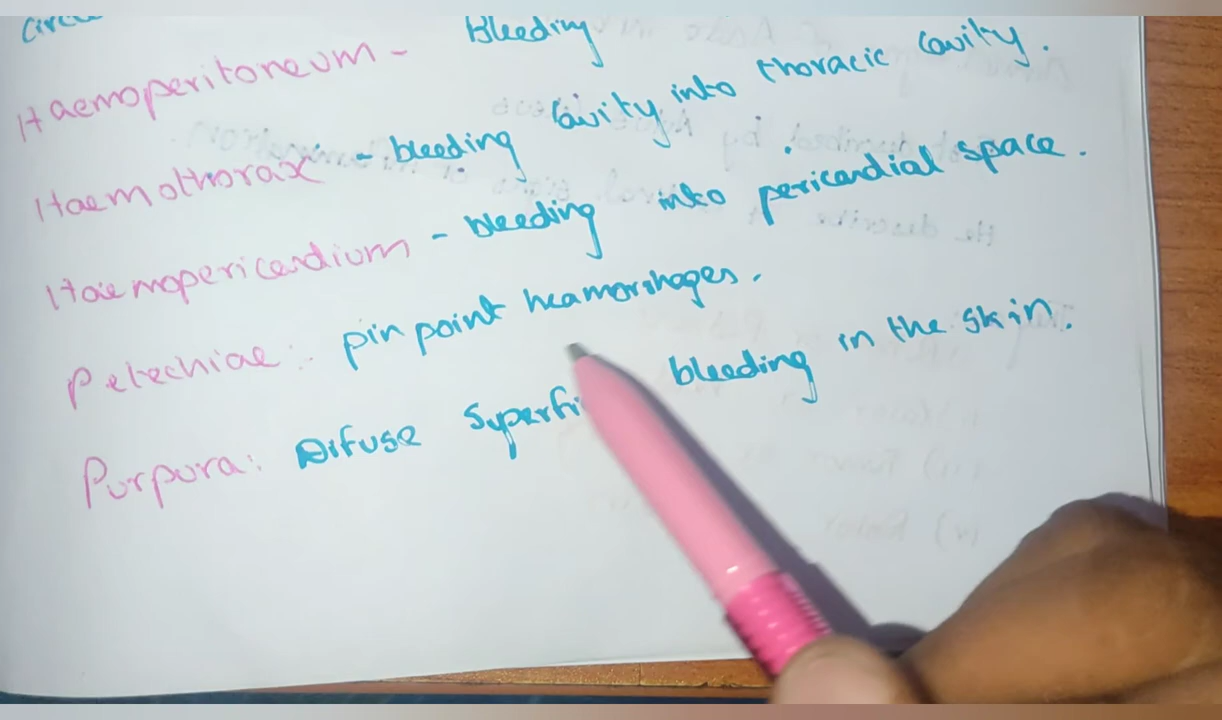 Haemoperitoneum - Bleeding
Haemothorax - bleeding Cavity into thoracic Cavity.
Haemopericardium - bleeding into pericardial space.
Petechiae :- pin point heamorrhages.
Purpura: Difuse Superfi bleeding in the skin.